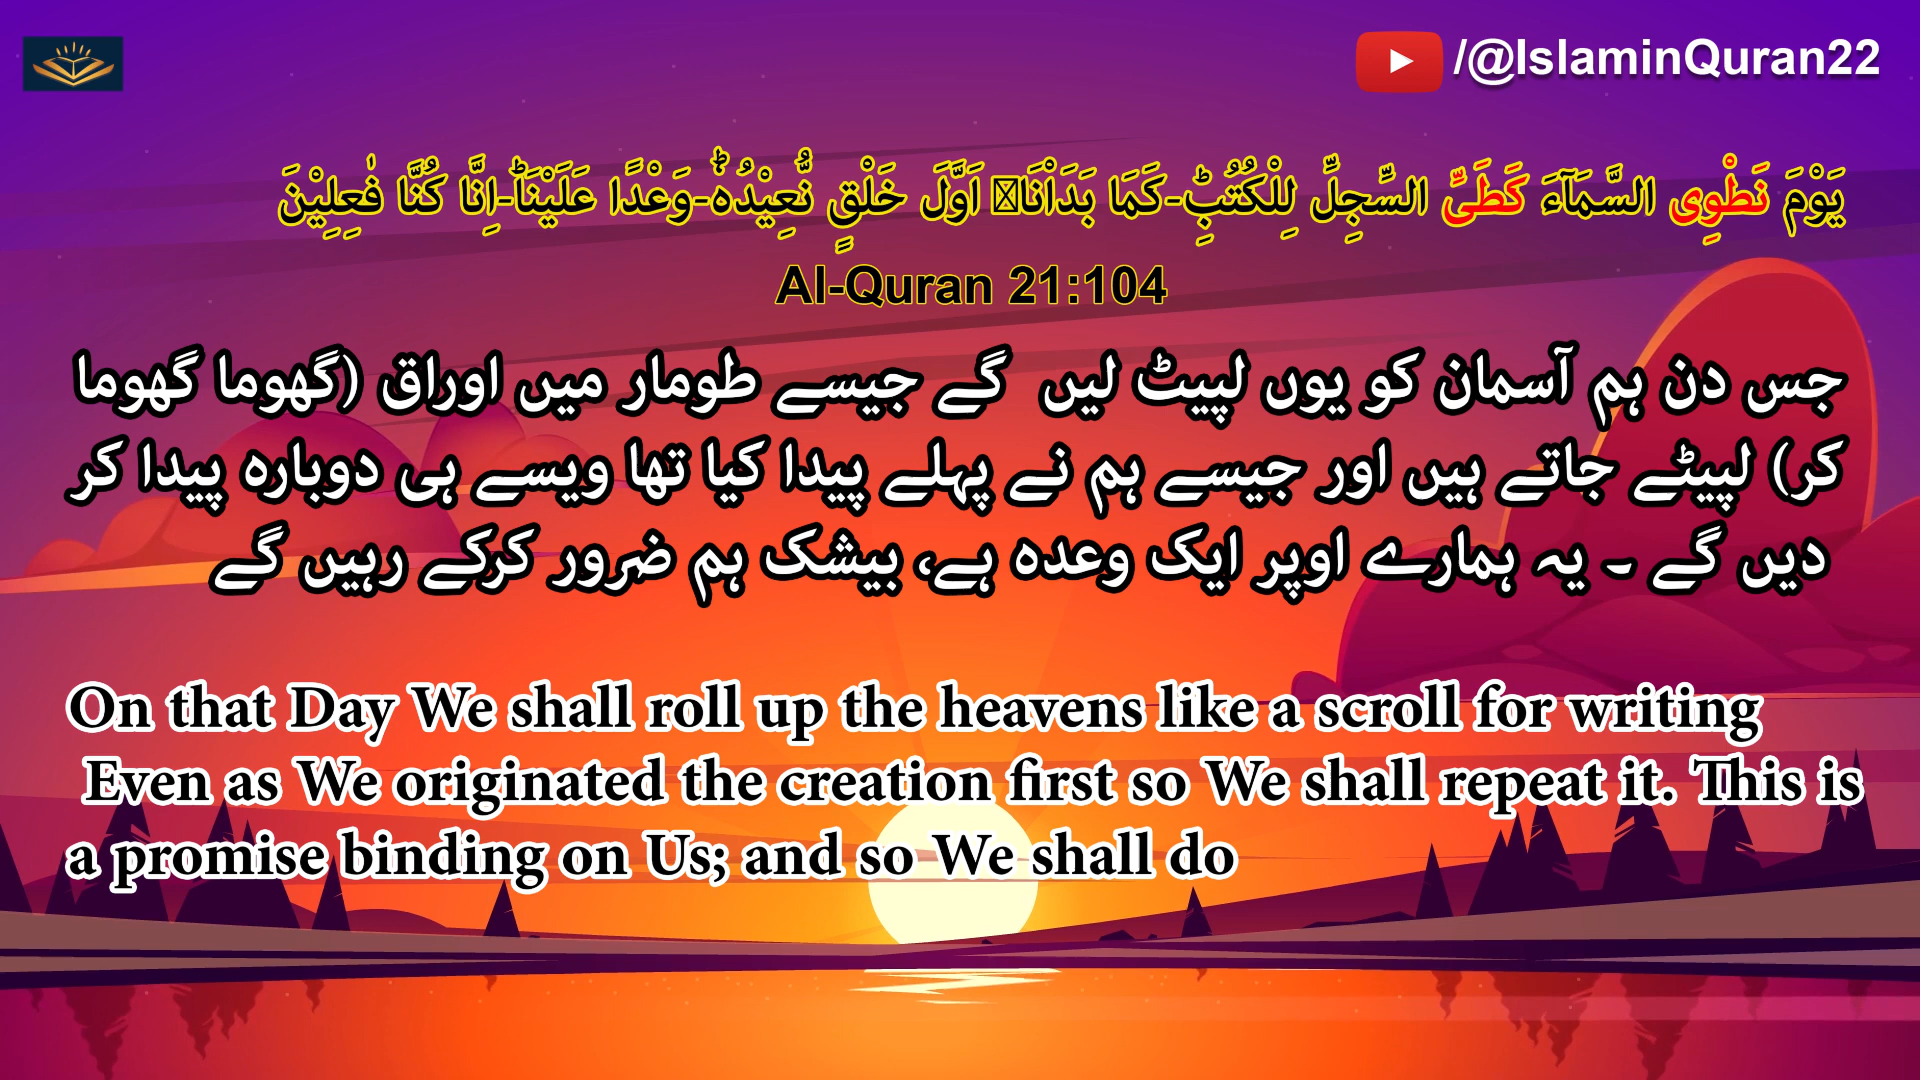 /@IslaminQuran22
یَوْمَ نَطْوِی السَّمَآءَ كَطَیِّ السِّجِلِّ لِلْكُتُبِؕ-كَمَا بَدَاْنَاۤ اَوَّلَ خَلْقٍ نُّعِیْدُهٗؕ-وَعْدًا عَلَیْنَاؕ-اِنَّا كُنَّا فٰعِلِیْنَ
Al-Quran 21:104
جس دن ہم آسمان کو یوں لپیٹ لیں گے جیسے طومار میں اوراق (گھوما گھوما
کر) لپیٹے جاتے ہیں اور جیسے ہم نے پہلے پیدا کیا تھا ویسے ہی دوبارہ پیدا کر
دیں گے ۔ یہ ہمارے اوپر ایک وعدہ ہے، بیشک ہم ضرور کرکے رہیں گے
On that Day We shall roll up the heavens like a scroll for writing
Even as We originated the creation first so We shall repeat it. This is
a promise binding on Us; and so We shall do